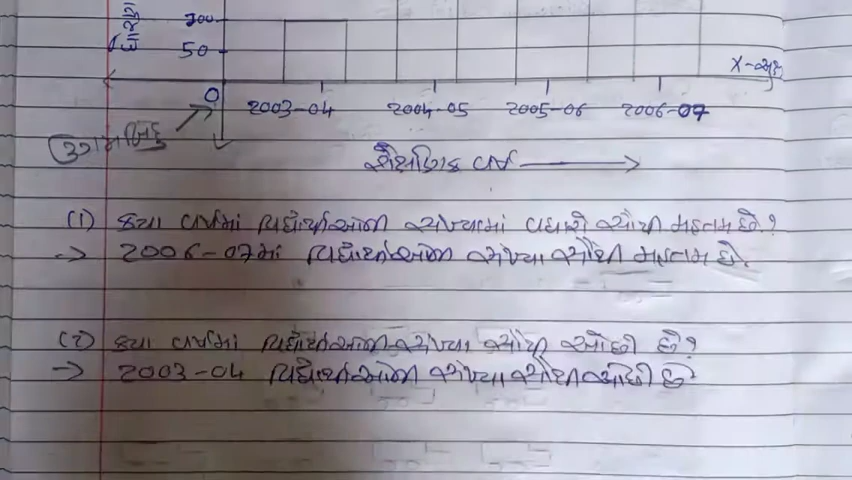 100
50
X-અક્ષ
0
2003-04 2004-05 2005-06 2006-07
ઉગમબિંદુ
શૈક્ષણિક વર્ષ
(1) કયા વર્ષમાં વિદ્યાર્થીઓની સંખ્યામાં વધારો સૌથી મહત્તમ છે?
→ 2006-07માં વિદ્યાર્થીઓની સંખ્યા સૌથી મહત્તમ છે.
(2) કયા વર્ષમાં વિદ્યાર્થીઓની સંખ્યા સૌથી ઓછી છે?
→ 2003-04 વિદ્યાર્થીઓની સંખ્યા સૌથી ઓછી છે